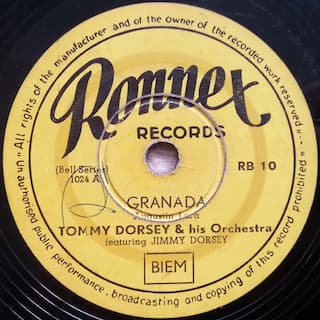 " All rights of the manufacturer and of the owner of the recorded work reserved "
Ronnex
RECORDS
(Bell Series)
1024 A
RB 10
GRANADA
Augustin Lara
TOMMY DORSEY & his Orchestra
featuring JIMMY DORSEY
BIEM
" Unauthorised public performance, broadcasting and copying of this record prohibited "